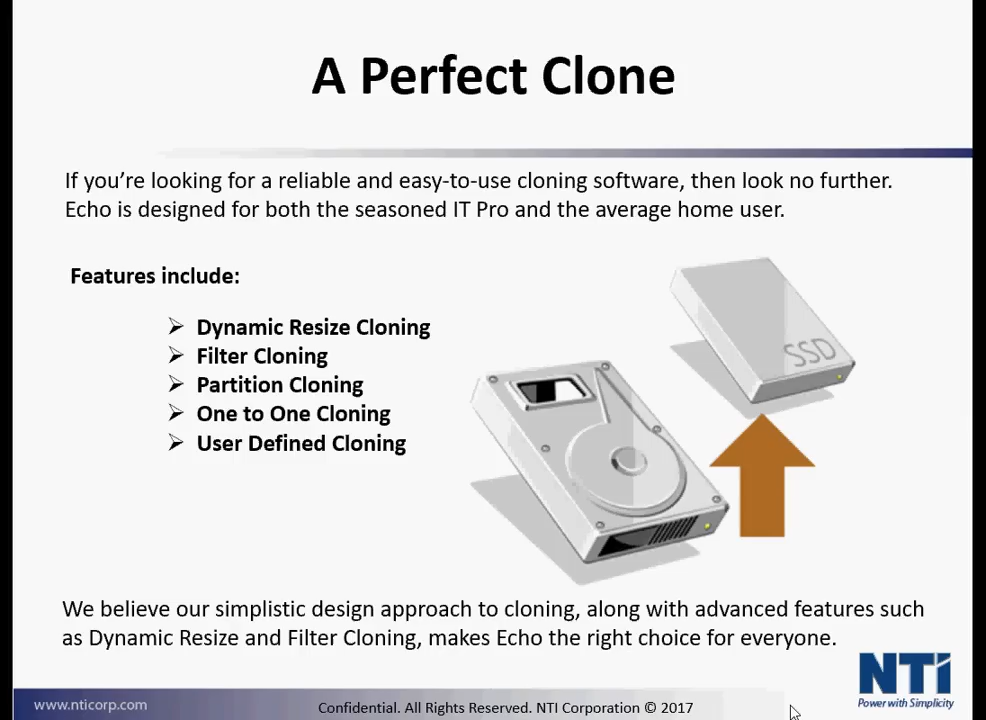 A Perfect Clone
If you’re looking for a reliable and easy-to-use cloning software, then look no further.
Echo is designed for both the seasoned IT Pro and the average home user.
Features include:
➢ Dynamic Resize Cloning
➢ Filter Cloning
➢ Partition Cloning
➢ One to One Cloning
➢ User Defined Cloning
SSD
We believe our simplistic design approach to cloning, along with advanced features such
as Dynamic Resize and Filter Cloning, makes Echo the right choice for everyone.
NTI
Power with Simplicity
www.nticorp.com
Confidential. All Rights Reserved. NTI Corporation © 2017